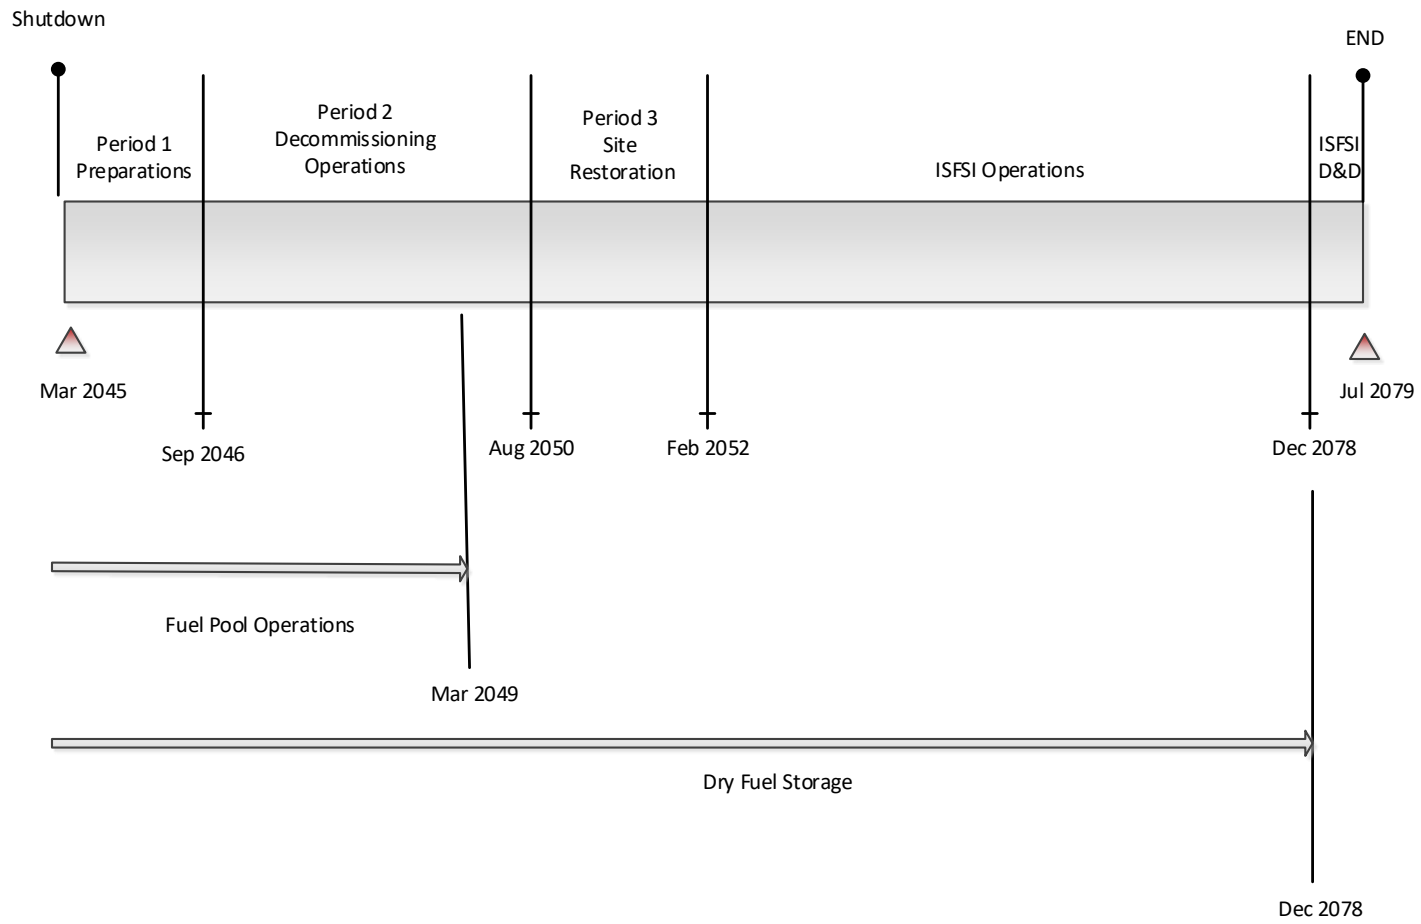 Shutdown
END
Period 1
Preparations
Period 2
Decommissioning
Operations
Period 3
Site
Restoration
ISFSI Operations
ISFSI
D&D
Mar 2045
Jul 2079
Sep 2046
Aug 2050
Feb 2052
Dec 2078
Fuel Pool Operations
Mar 2049
Dry Fuel Storage
Dec 2078